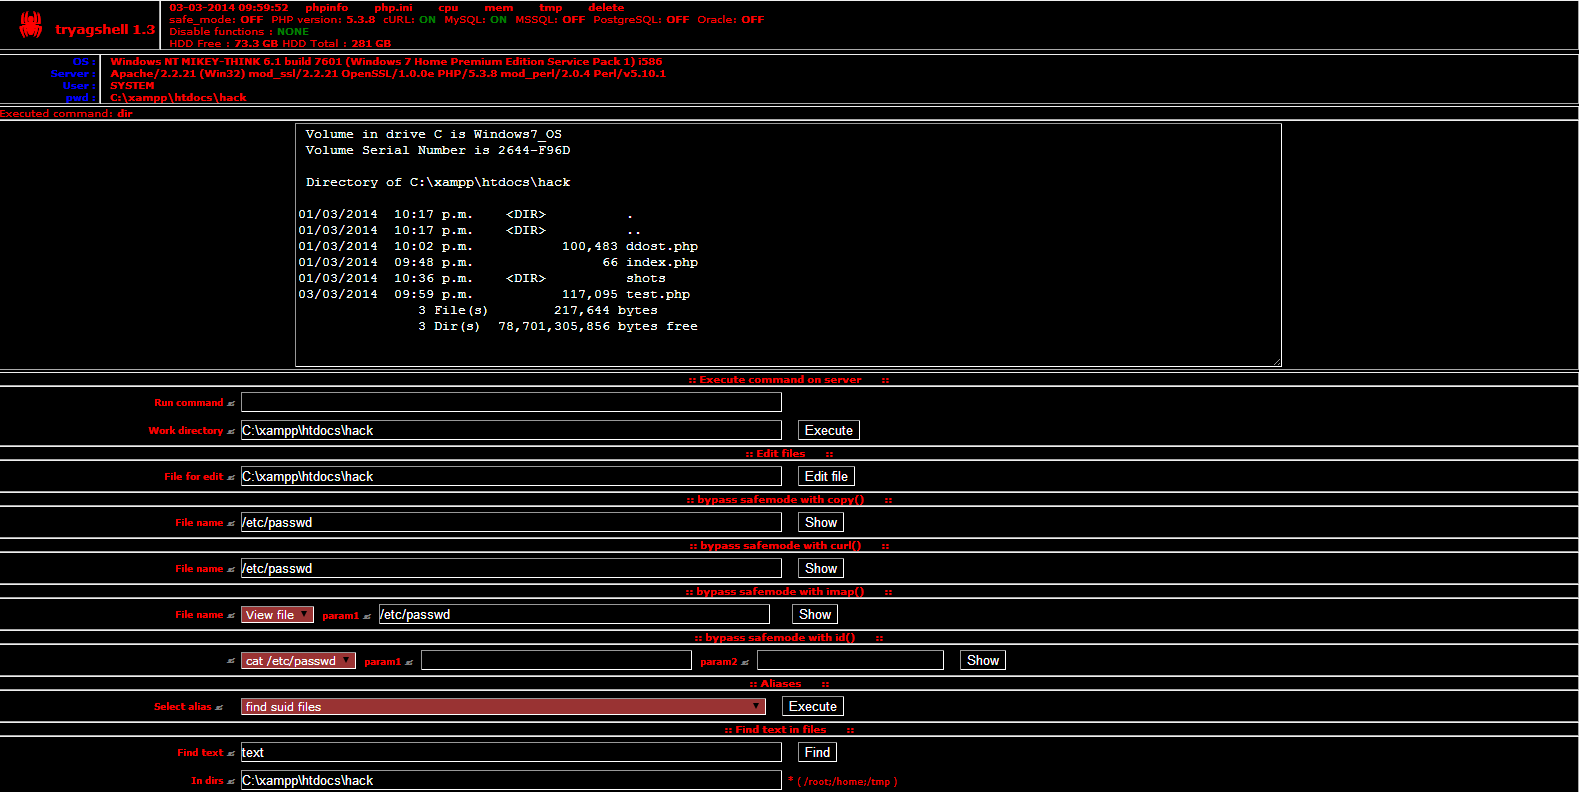 tryagshell 1.3
03-03-2014 09:59:52 phpinfo php.ini cpu mem tmp delete
safe_mode: OFF PHP version: 5.3.8 cURL: ON MySQL: ON MSSQL: OFF PostgreSQL: OFF Oracle: OFF
Disable functions : NONE
HDD Free : 73.3 GB HDD Total : 281 GB
OS : Windows NT MIKEY-THINK 6.1 build 7601 (Windows 7 Home Premium Edition Service Pack 1) i586
Server : Apache/2.2.21 (Win32) mod_ssl/2.2.21 OpenSSL/1.0.0e PHP/5.3.8 mod_perl/2.0.4 Perl/v5.10.1
User : SYSTEM
pwd : C:\xampp\htdocs\hack
Executed command: dir
Volume in drive C is Windows7_OS
Volume Serial Number is 2644-F96D
Directory of C:\xampp\htdocs\hack
01/03/2014 10:17 p.m. <DIR> .
01/03/2014 10:17 p.m. <DIR> ..
01/03/2014 10:02 p.m. 100,483 ddost.php
01/03/2014 09:48 p.m. 66 index.php
01/03/2014 10:36 p.m. <DIR> shots
03/03/2014 09:59 p.m. 117,095 test.php
3 File(s) 217,644 bytes
3 Dir(s) 78,701,305,856 bytes free
:: Execute command on server ::
Run command
Work directory C:\xampp\htdocs\hack Execute
:: Edit files ::
File for edit C:\xampp\htdocs\hack Edit file
:: bypass safemode with copy() ::
File name /etc/passwd Show
:: bypass safemode with curl() ::
File name /etc/passwd Show
:: bypass safemode with imap() ::
File name View file param1 /etc/passwd Show
:: bypass safemode with id() ::
cat /etc/passwd param1 param2 Show
:: Aliases ::
Select alias find suid files Execute
:: Find text in files ::
Find text text Find
In dirs C:\xampp\htdocs\hack * ( /root;/home;/tmp )